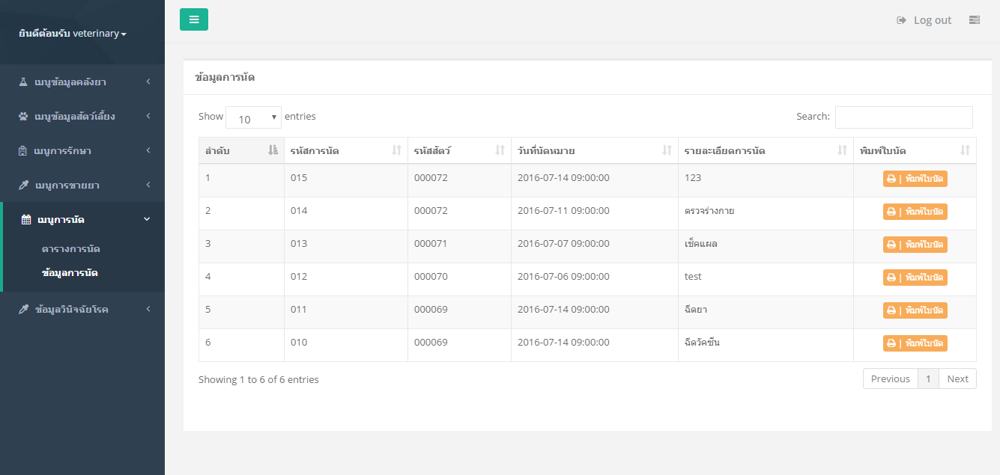 ยินดีต้อนรับ veterinary
เมนูข้อมูลคลังยา
เมนูข้อมูลสัตว์เลี้ยง
เมนูการรักษา
เมนูการขายยา
เมนูการนัด
ตารางการนัด
ข้อมูลการนัด
ข้อมูลวินิจฉัยโรค
Log out
ข้อมูลการนัด
Show 10 entries Search:
ลำดับ รหัสการนัด รหัสสัตว์ วันที่นัดหมาย รายละเอียดการนัด พิมพ์ใบนัด
1 015 000072 2016-07-14 09:00:00 123 | พิมพ์ใบนัด
2 014 000072 2016-07-11 09:00:00 ตรวจร่างกาย | พิมพ์ใบนัด
3 013 000071 2016-07-07 09:00:00 เช็คแผล | พิมพ์ใบนัด
4 012 000070 2016-07-06 09:00:00 test | พิมพ์ใบนัด
5 011 000069 2016-07-14 09:00:00 ฉีดยา | พิมพ์ใบนัด
6 010 000069 2016-07-14 09:00:00 ฉีดวัคซีน | พิมพ์ใบนัด
Showing 1 to 6 of 6 entries Previous 1 Next